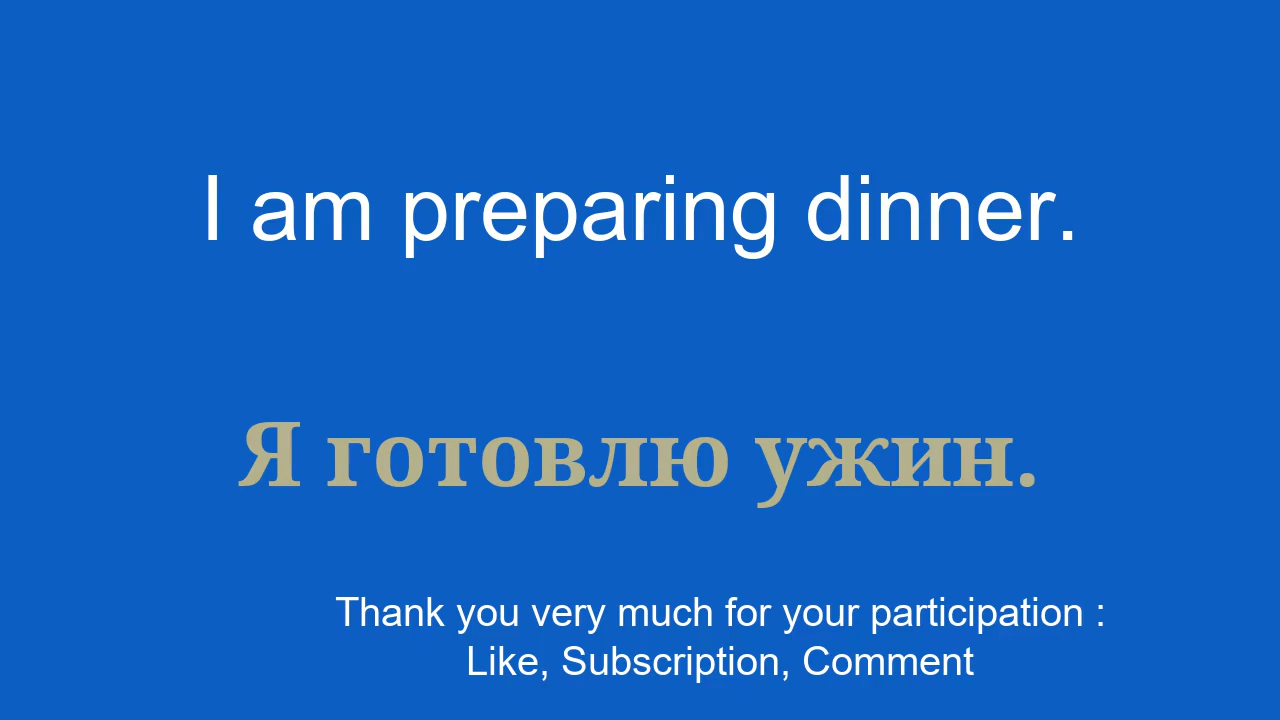 I am preparing dinner.
Я готовлю ужин.
Thank you very much for your participation :
Like, Subscription, Comment